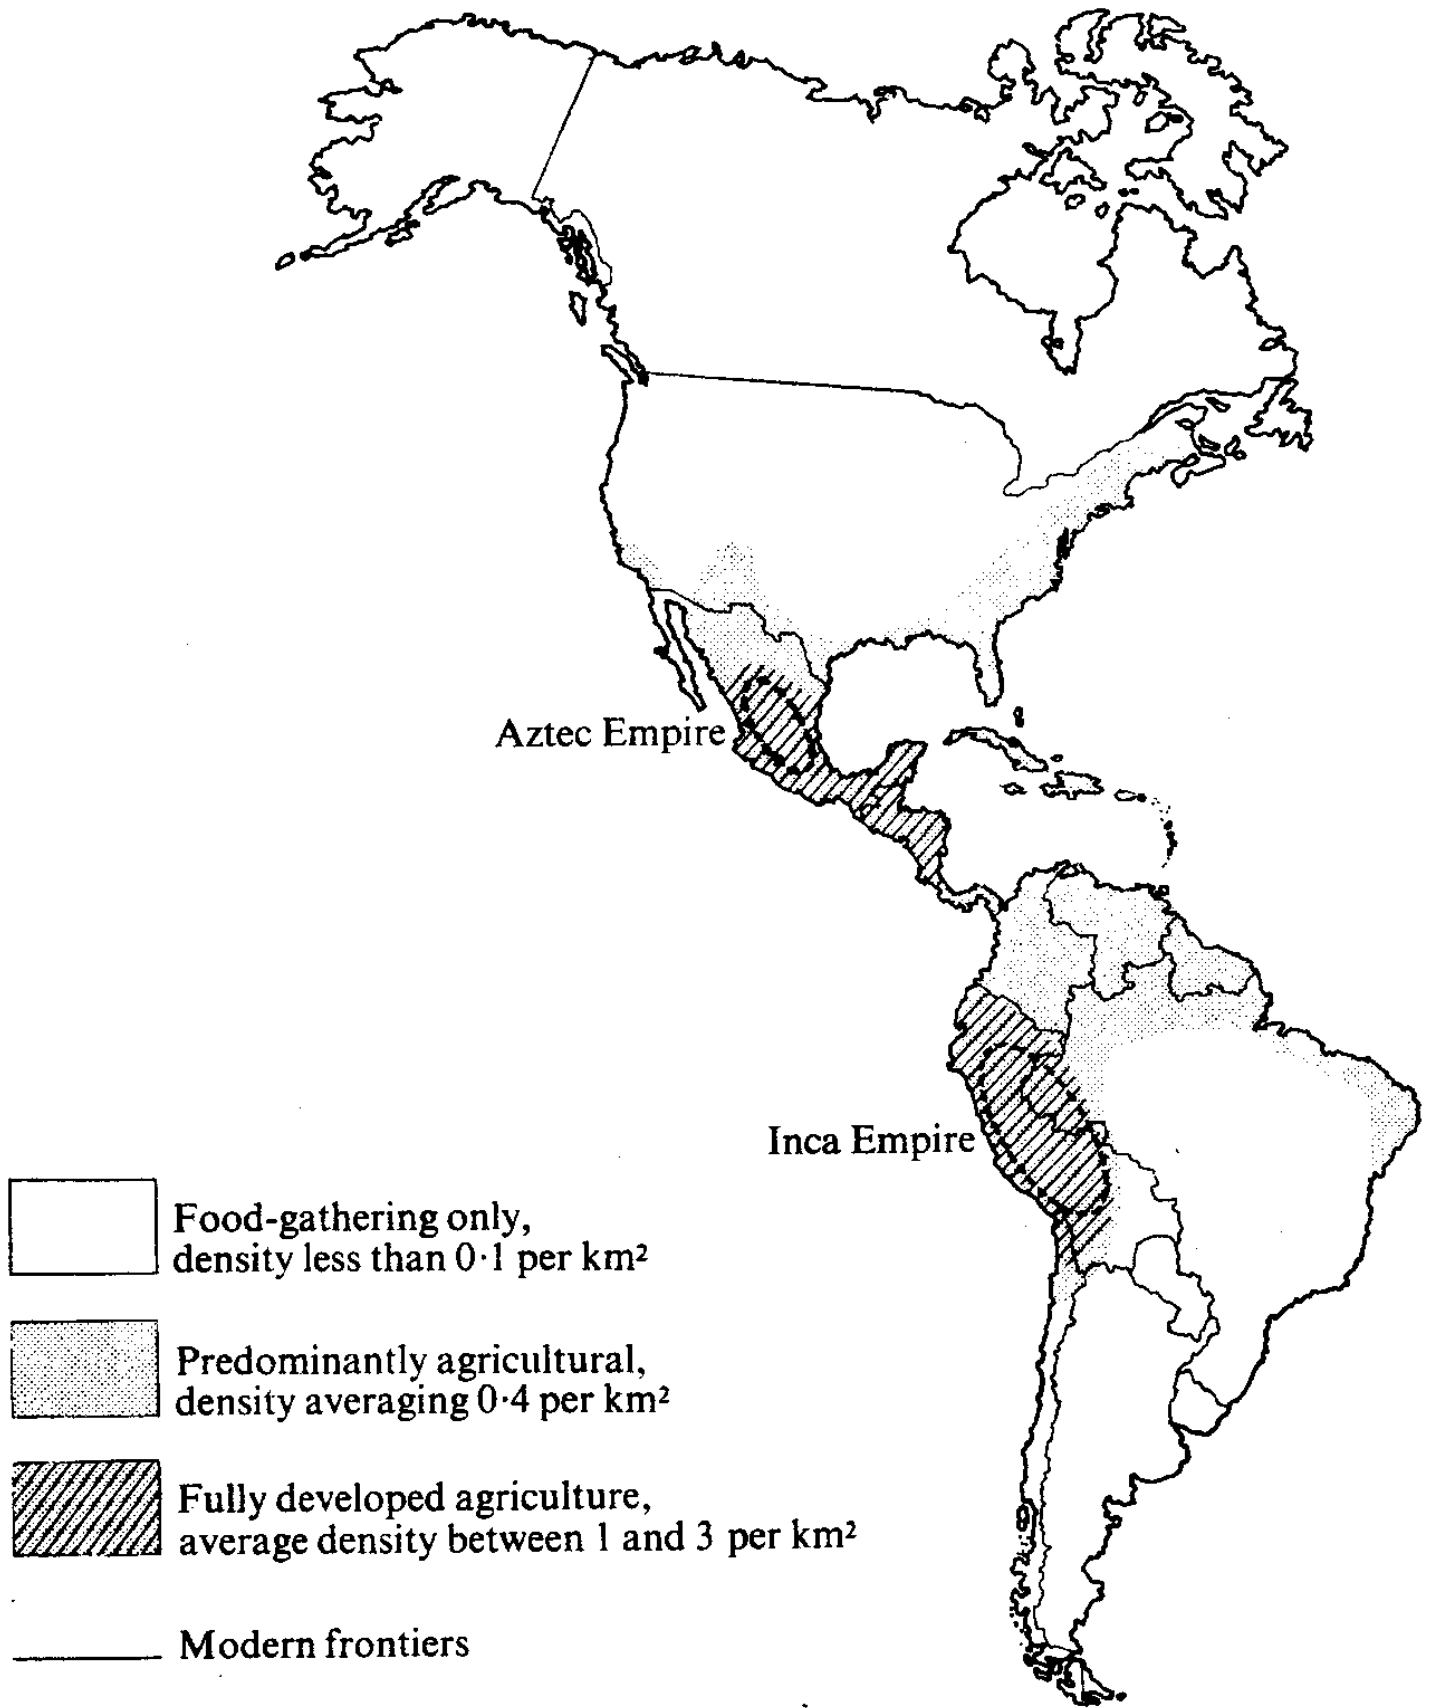 Aztec Empire
Inca Empire
Food-gathering only,
density less than 0·1 per km²
Predominantly agricultural,
density averaging 0·4 per km²
Fully developed agriculture,
average density between 1 and 3 per km²
Modern frontiers